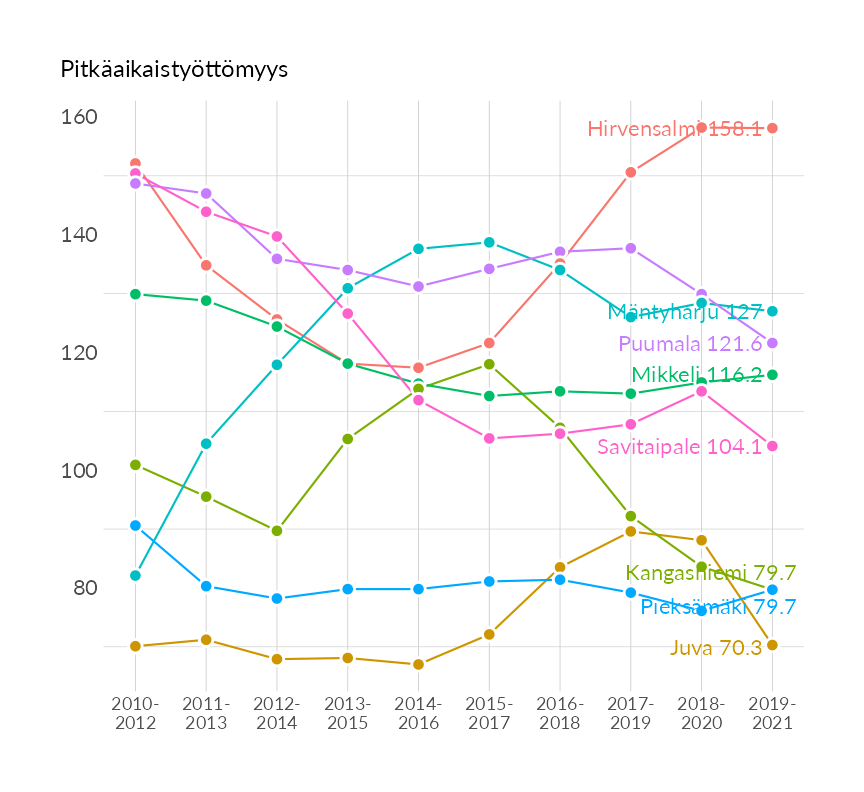 Pitkäaikaistyöttömyys
160
Hirvensalmi 158.1
140
Mäntyharju 127
120
Puumala 121.6
Mikkeli 116.2
Savitaipale 104.1
100
Kangasniemi 79.7
80
Pieksämäki 79.7
Juva 70.3
2010- 2011- 2012- 2013- 2014- 2015- 2016- 2017- 2018- 2019-
2012 2013 2014 2015 2016 2017 2018 2019 2020 2021